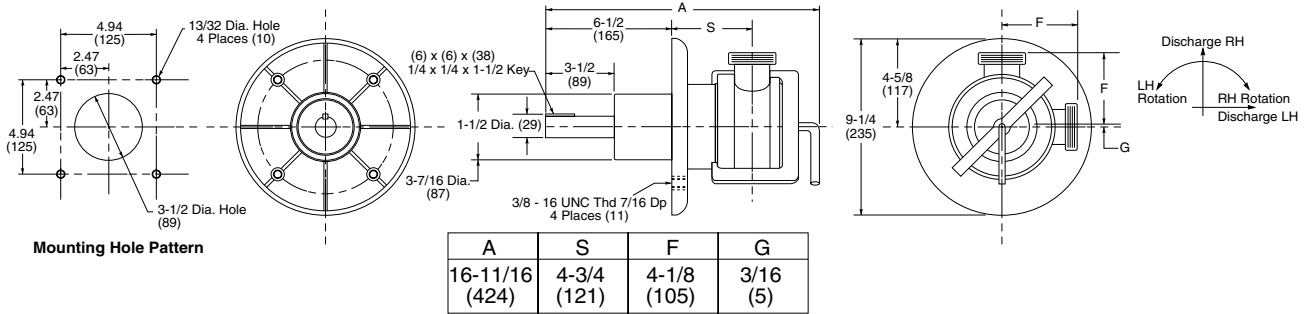 4.94
(125)
2.47
(63)
13/32 Dia. Hole
4 Places (10)
2.47
(63)
4.94
(125)
3-1/2 Dia. Hole
(89)
Mounting Hole Pattern
A
6-1/2
(165)
S
(6) x (6) x (38)
1/4 x 1/4 x 1-1/2 Key
3-1/2
(89)
1-1/2 Dia. (29)
3-7/16 Dia.
(87)
3/8 - 16 UNC Thd 7/16 Dp
4 Places (11)
F
4-5/8
(117)
9-1/4
(235)
F
G
Discharge RH
LH
Rotation
RH Rotation
Discharge LH
A S F G
16-11/16 4-3/4 4-1/8 3/16
(424) (121) (105) (5)